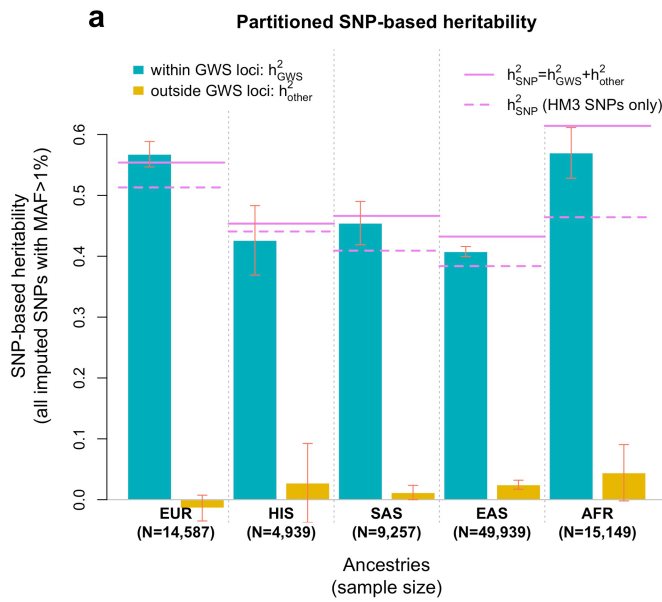 a
Partitioned SNP-based heritability
within GWS loci: h²GWS
outside GWS loci: h²other
h²SNP=h²GWS+h²other
h²SNP (HM3 SNPs only)
SNP-based heritability
(all imputed SNPs with MAF>1%)
0.6
0.5
0.4
0.3
0.2
0.1
0.0
EUR HIS SAS EAS AFR
(N=14,587) (N=4,939) (N=9,257) (N=49,939) (N=15,149)
Ancestries
(sample size)